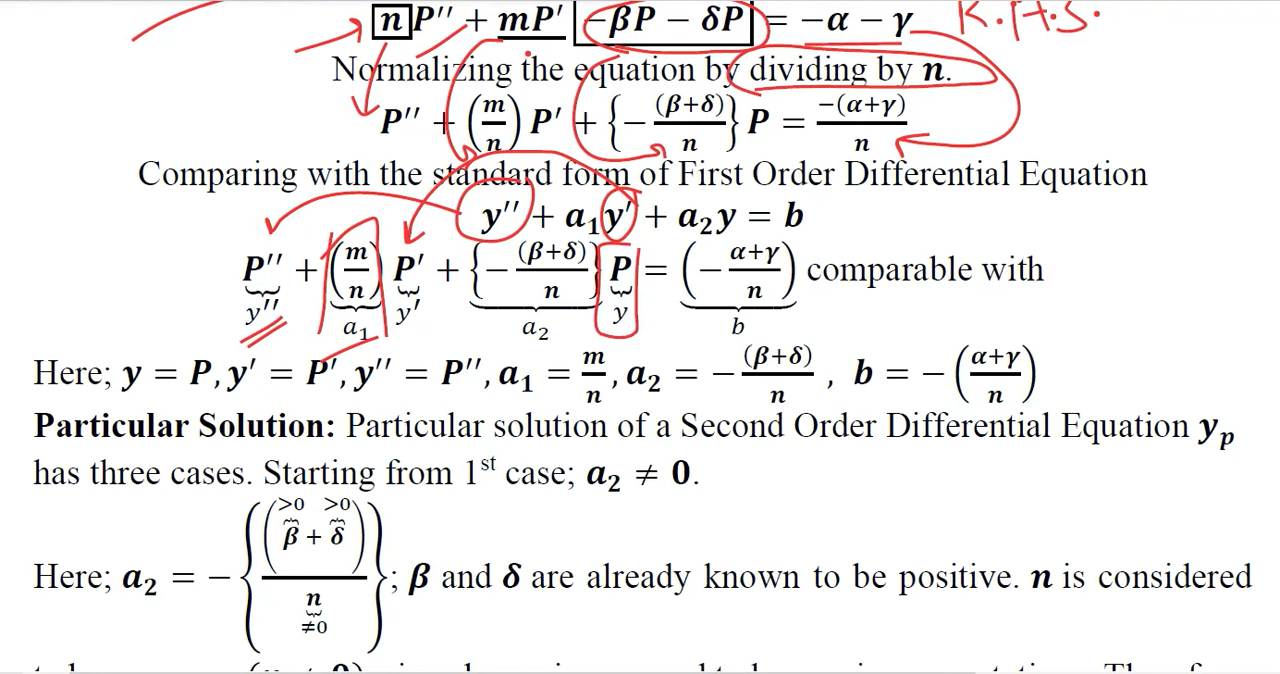 nP'' + mP' −βP − δP = −α − γ R.H.S.
Normalizing the equation by dividing by n.
P'' + (m/n) P' + {− (β+δ)/n} P = −(α+γ)/n
Comparing with the standard form of First Order Differential Equation
y'' + a₁y' + a₂y = b
P'' + (m/n) P' + {− (β+δ)/n} P = (− α+γ/n) comparable with
y'' a₁ y' a₂ y b
Here; y = P, y' = P', y'' = P'', a₁ = m/n, a₂ = − (β+δ)/n , b = − (α+γ/n)
Particular Solution: Particular solution of a Second Order Differential Equation yₚ
has three cases. Starting from 1st case; a₂ ≠ 0.
>0 >0
Here; a₂ = − {(β + δ)/n}; β and δ are already known to be positive. n is considered
≠0